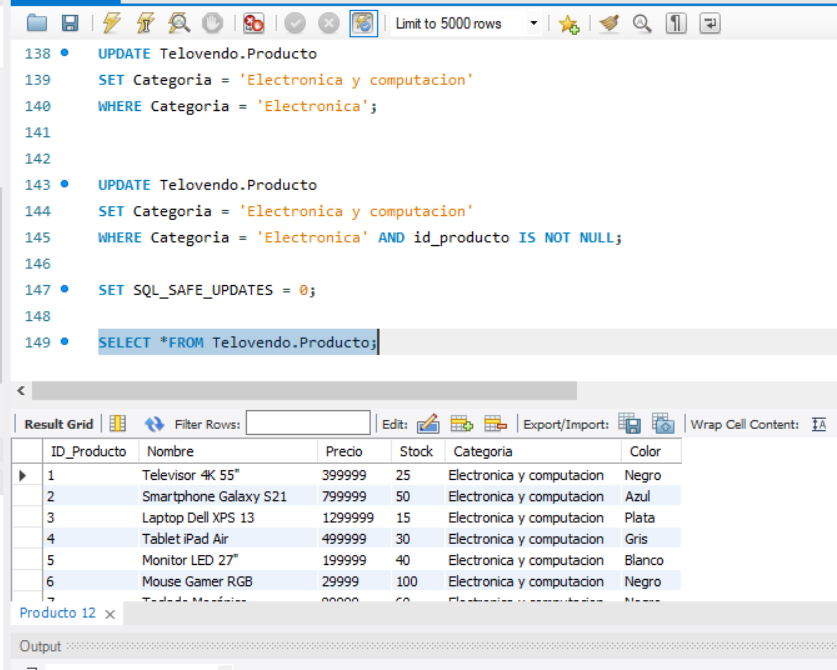 Limit to 5000 rows
138 UPDATE Telovendo.Producto
139 SET Categoria = 'Electronica y computacion'
140 WHERE Categoria = 'Electronica';
141
142
143 UPDATE Telovendo.Producto
144 SET Categoria = 'Electronica y computacion'
145 WHERE Categoria = 'Electronica' AND id_producto IS NOT NULL;
146
147 SET SQL_SAFE_UPDATES = 0;
148
149 SELECT *FROM Telovendo.Producto;
Result Grid Filter Rows: Edit: Export/Import: Wrap Cell Content:
ID_Producto Nombre Precio Stock Categoria Color
1 Televisor 4K 55" 399999 25 Electronica y computacion Negro
2 Smartphone Galaxy S21 799999 50 Electronica y computacion Azul
3 Laptop Dell XPS 13 1299999 15 Electronica y computacion Plata
4 Tablet iPad Air 499999 30 Electronica y computacion Gris
5 Monitor LED 27" 199999 40 Electronica y computacion Blanco
6 Mouse Gamer RGB 29999 100 Electronica y computacion Negro
Producto 12
Output